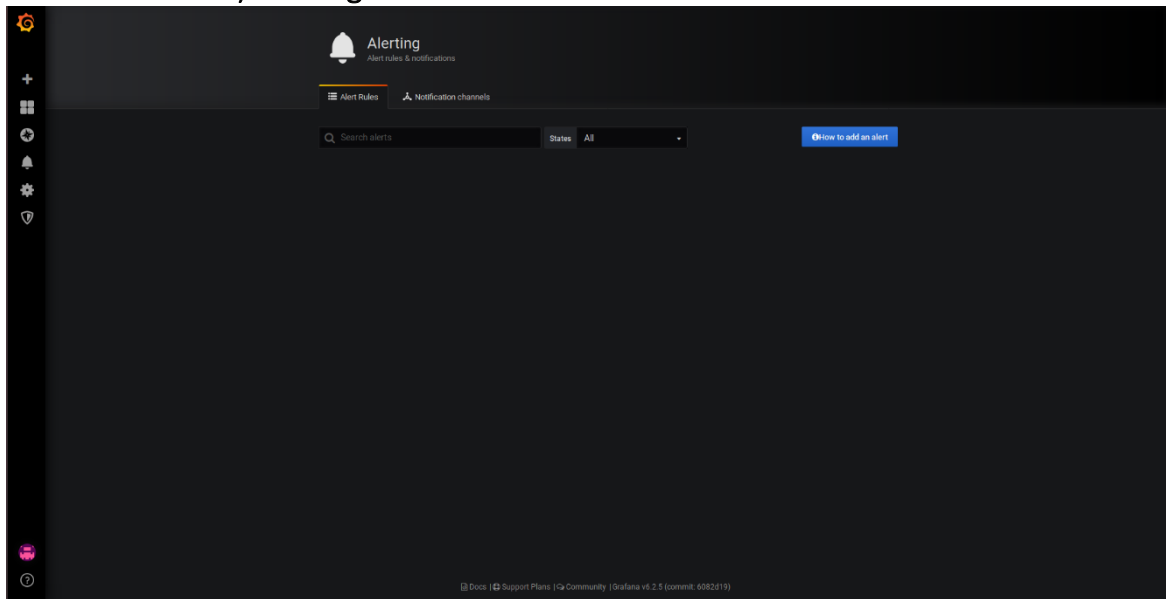 Alerting
Alert rules & notifications
Alert Rules Notification channels
Search alerts States All How to add an alert
Docs | Support Plans | Community | Grafana v6.2.5 (commit: 6082d19)